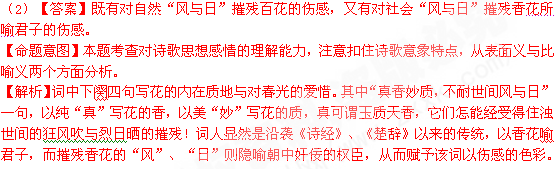 （2）【答案】既有对自然“风与日”摧残百花的伤感，又有对社会“风与日”摧残香花所
喻君子的伤感。
【命题意图】本题考查对诗歌思想感情的理解能力，注意扣住诗歌意象特点，从表面义与比
喻义两个方面分析。
【解析】词中下阕四句写花的内在质地与对春光的爱惜。其中“真香妙质，不耐世间风与日”
一句，以纯“真”写花的香，以美“妙”写花的质，真可谓玉质天香，它们怎能经受得住浊
世间的狂风吹与烈日晒的摧残！词人显然是沿袭《诗经》、《楚辞》以来的传统，以香花喻
君子，而摧残香花的“风”、“日”则隐喻朝中奸佞的权臣，从而赋予该词以伤感的色彩。